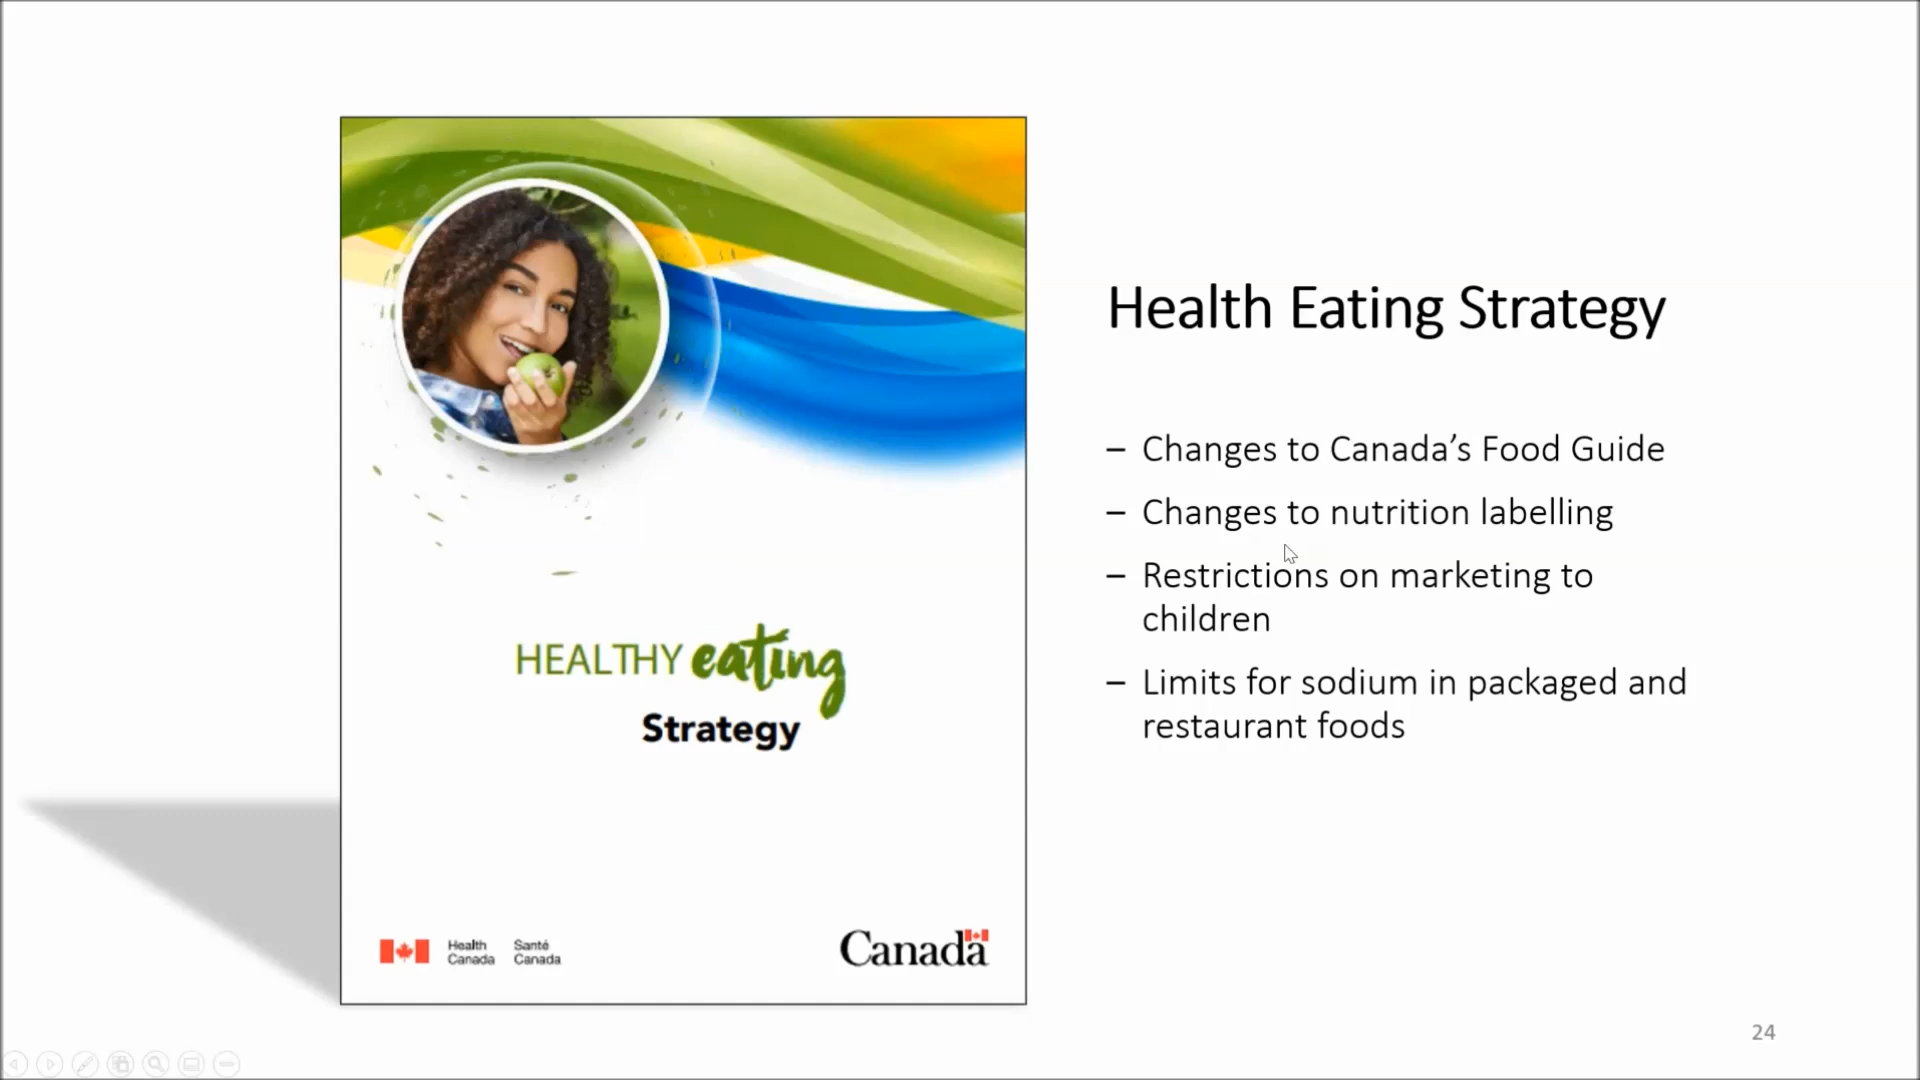 HEALTHY eating
Strategy
Health
Canada
Santé
Canada
Canada
Health Eating Strategy
– Changes to Canada’s Food Guide
– Changes to nutrition labelling
– Restrictions on marketing to
children
– Limits for sodium in packaged and
restaurant foods
24